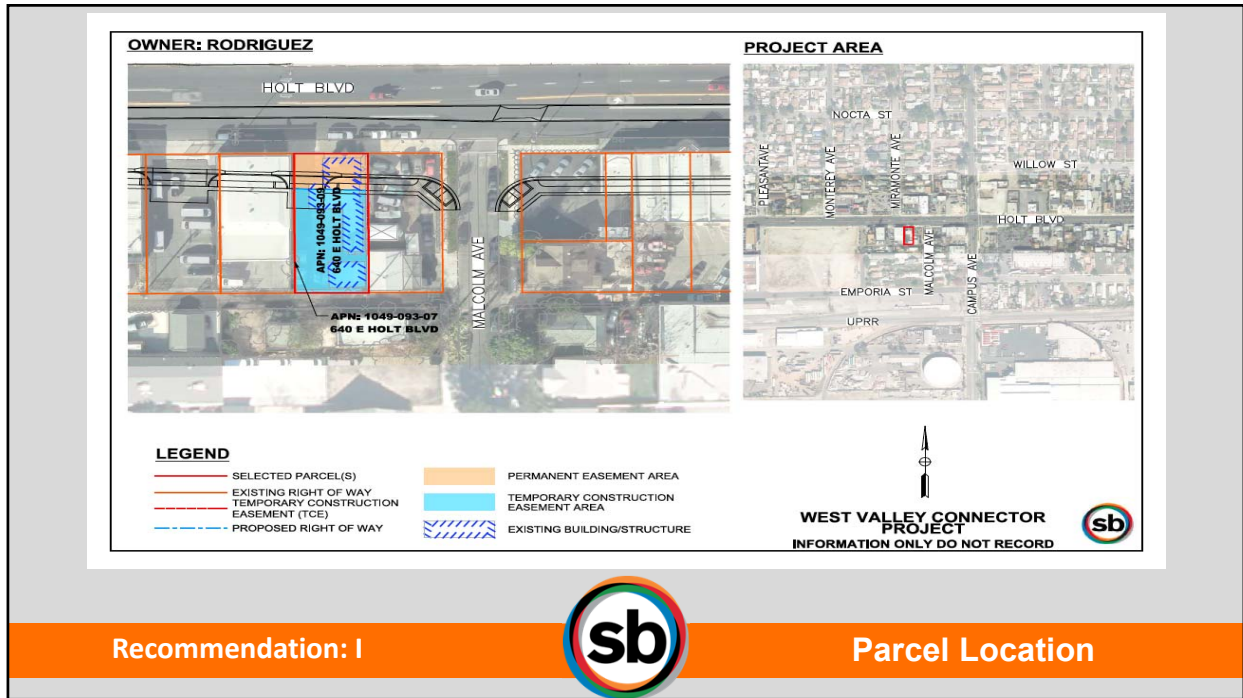 OWNER: RODRIGUEZ
HOLT BLVD
APN: 1049-093-09
640 E HOLT BLVD
APN: 1049-093-07
640 E HOLT BLVD
MALCOLM AVE
PROJECT AREA
NOCTA ST
PLEASANTAVE
MONTEREY AVE
MIRAMONTE AVE
WILLOW ST
HOLT BLVD
MALCOLM AVE
CAMPUS AVE
EMPORIA ST
UPRR
LEGEND
SELECTED PARCEL(S)
EXISTING RIGHT OF WAY
TEMPORARY CONSTRUCTION
EASEMENT (TCE)
PROPOSED RIGHT OF WAY
PERMANENT EASEMENT AREA
TEMPORARY CONSTRUCTION
EASEMENT AREA
EXISTING BUILDING/STRUCTURE
WEST VALLEY CONNECTOR
PROJECT
INFORMATION ONLY DO NOT RECORD
sb
Recommendation: I
sb
Parcel Location